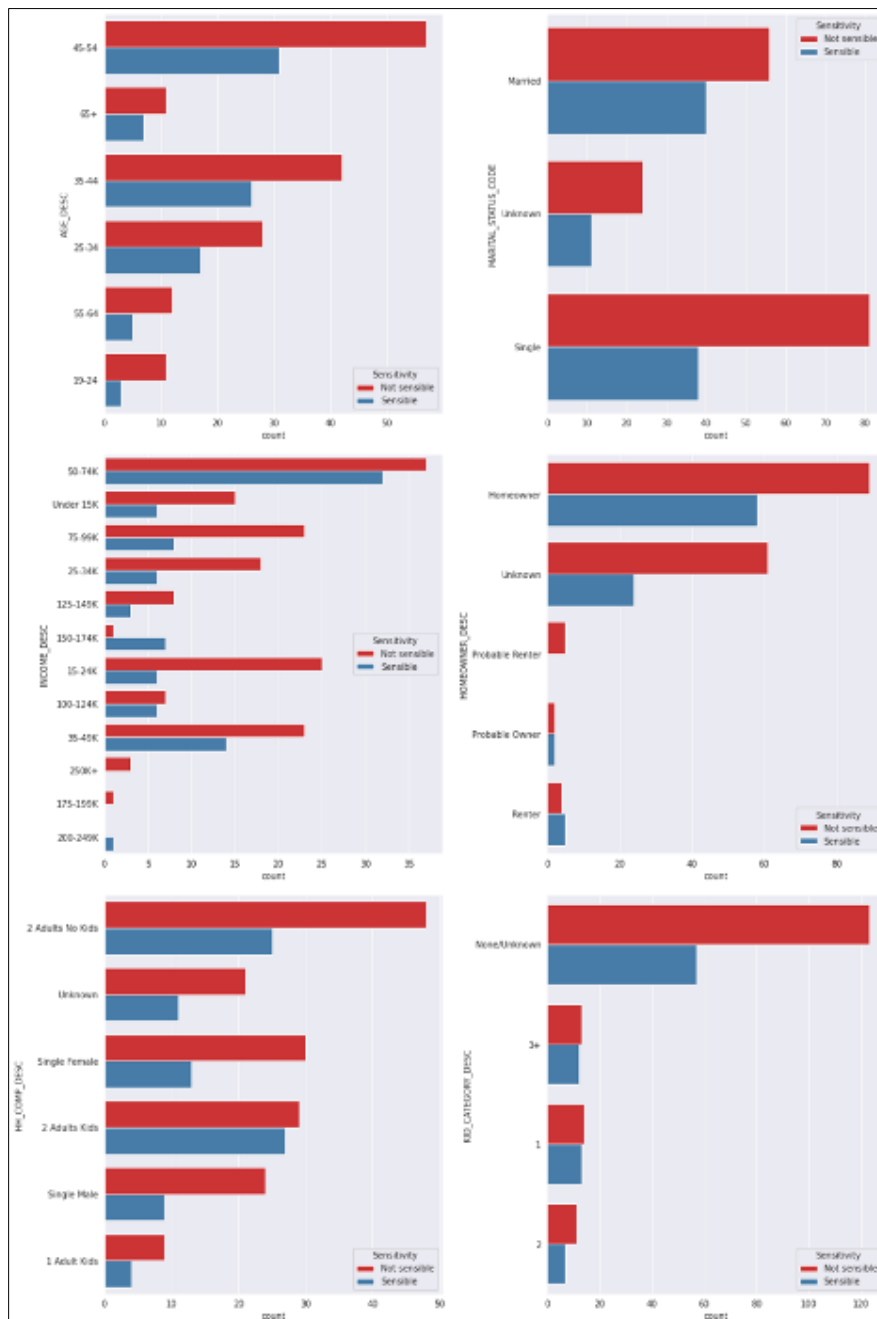 45-54
65+
35-44
25-34
55-64
19-24
AGE_DESC
Sensitivity
Not sensible
Sensible
0 10 20 30 40 50
count
Sensitivity
Not sensible
Sensible
Married
Unknown
Single
MARITAL_STATUS_CODE
0 10 20 30 40 50 60 70 80
count
50-74K
Under 15K
75-99K
25-34K
125-149K
150-174K
15-24K
100-124K
35-49K
250K+
175-199K
200-249K
INCOME_DESC
Sensitivity
Not sensible
Sensible
0 5 10 15 20 25 30 35
count
Homeowner
Unknown
Probable Renter
Probable Owner
Renter
HOMEOWNER_DESC
Sensitivity
Not sensible
Sensible
0 20 40 60 80
count
2 Adults No Kids
Unknown
Single Female
2 Adults Kids
Single Male
1 Adult Kids
HH_COMP_DESC
Sensitivity
Not sensible
Sensible
0 10 20 30 40 50
count
None/Unknown
3+
1
2
KID_CATEGORY_DESC
Sensitivity
Not sensible
Sensible
0 20 40 60 80 100 120
count